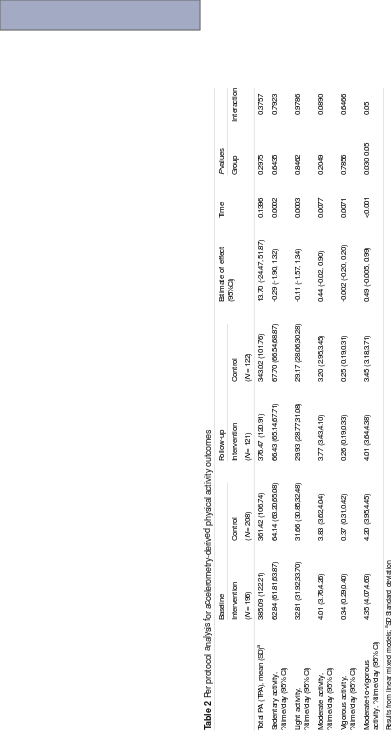 Table 2 Per protocol analysis for accelerometry-derived physical activity outcomes
Baseline Follow-up Estimate of effect P values
Intervention Control Intervention Control (95% CI) Time Group Interaction
(N = 196) (N = 208) (N = 121) (N = 122)
Total PA (TPA), mean (SD)a 385.09 (122.21) 361.42 (106.74) 376.47 (120.91) 343.02 (101.76) 13.70 (-24.47, 51.87) 0.1386 0.2975 0.3757
Sedentary activity, 62.84 (61.81 63.87) 64.14 (63.20 65.08) 66.43 (65.14 67.71) 67.70 (66.54 68.87) -0.29 (-1.90, 1.32) 0.0002 0.6435 0.7923
%time/day (95% CI)
Light activity, 32.81 (31.92 33.70) 31.66 (30.85 32.48) 29.93 (28.77 31.08) 29.17 (28.06 30.28) -0.11 (-1.57, 1.34) 0.0003 0.8462 0.9786
%time/day (95% CI)
Moderate activity, 4.01 (3.76 4.26) 3.83 (3.62 4.04) 3.77 (3.43 4.10) 3.20 (2.95 3.45) 0.44 (-0.02, 0.90) 0.0077 0.2049 0.0890
%time/day (95% CI)
Vigorous activity, 0.34 (0.28 0.40) 0.37 (0.31 0.42) 0.26 (0.19 0.33) 0.25 (0.19 0.31) -0.002 (-0.20, 0.20) 0.0071 0.7856 0.6466
%time/day (95% CI)
Moderate-to-vigorous 4.35 (4.07 4.63) 4.20 (3.95 4.45) 4.01 (3.64 4.38) 3.45 (3.18 3.71) 0.49 (-0.005, 0.99) <0.001 0.05
activity, %time/day (95% CI)
Results from linear mixed models; aSD Standard deviation